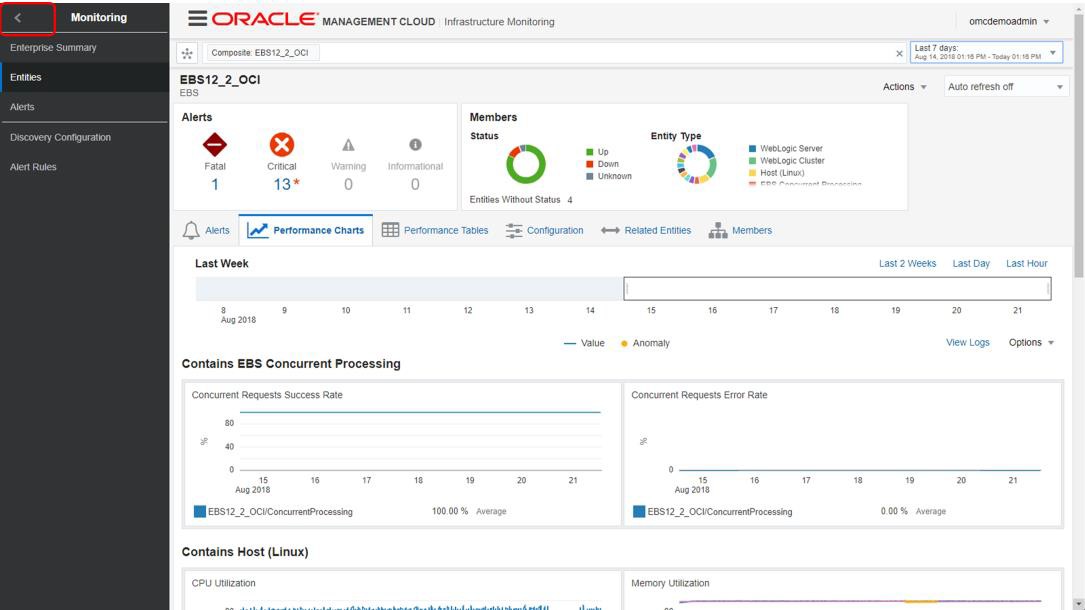 Monitoring
Enterprise Summary
Entities
Alerts
Discovery Configuration
Alert Rules
ORACLE® MANAGEMENT CLOUD | Infrastructure Monitoring
omcdemoadmin
Composite: EBS12_2_OCI
Last 7 days:
Aug 14, 2018 01:16 PM - Today 01:16 PM
EBS12_2_OCI
EBS
Actions
Auto refresh off
Alerts
Fatal
1
Critical
13*
Warning
0
Informational
0
Members
Status
Up
Down
Unknown
Entities Without Status 4
Entity Type
WebLogic Server
WebLogic Cluster
Host (Linux)
EBS Concurrent Processing
Alerts
Performance Charts
Performance Tables
Configuration
Related Entities
Members
Last Week
Last 2 Weeks
Last Day
Last Hour
8 9 10 11 12 13 14 15 16 17 18 19 20 21
Aug 2018
Value
Anomaly
View Logs
Options
Contains EBS Concurrent Processing
Concurrent Requests Success Rate
80
%
40
0
15 16 17 18 19 20 21
Aug 2018
EBS12_2_OCI/ConcurrentProcessing 100.00 % Average
Concurrent Requests Error Rate
%
0
15 16 17 18 19 20 21
Aug 2018
EBS12_2_OCI/ConcurrentProcessing 0.00 % Average
Contains Host (Linux)
CPU Utilization
80
Memory Utilization
80